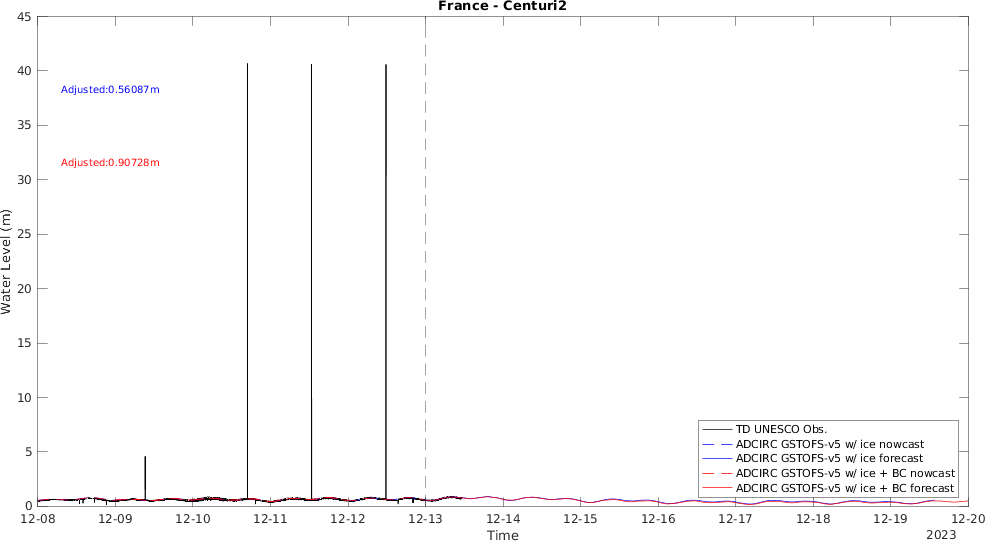 France - Centuri2
45
40
35
30
25
20
15
10
5
0
Water Level (m)
Adjusted:0.56087m
Adjusted:0.90728m
TD UNESCO Obs.
ADCIRC GSTOFS-v5 w/ ice nowcast
ADCIRC GSTOFS-v5 w/ ice forecast
ADCIRC GSTOFS-v5 w/ ice + BC nowcast
ADCIRC GSTOFS-v5 w/ ice + BC forecast
12-08 12-09 12-10 12-11 12-12 12-13 12-14 12-15 12-16 12-17 12-18 12-19 12-20
Time
2023